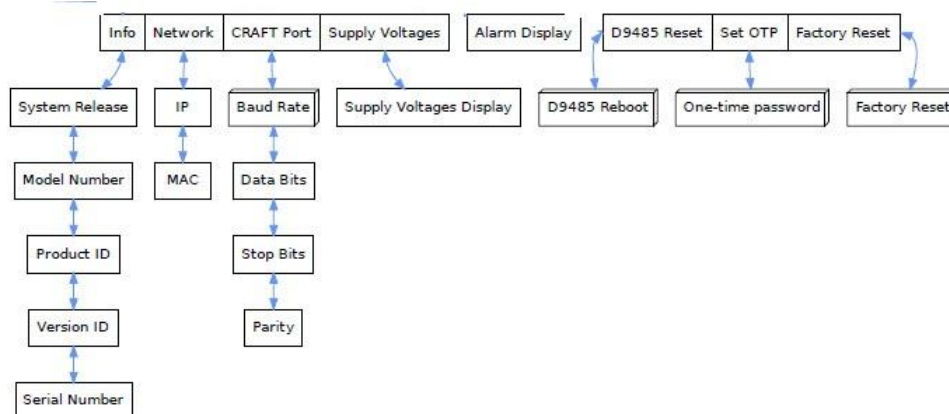 Info Network CRAFT Port Supply Voltages Alarm Display D9485 Reset Set OTP Factory Reset
System Release IP Baud Rate Supply Voltages Display D9485 Reboot One-time password Factory Reset
Model Number MAC Data Bits
Product ID Stop Bits
Version ID Parity
Serial Number